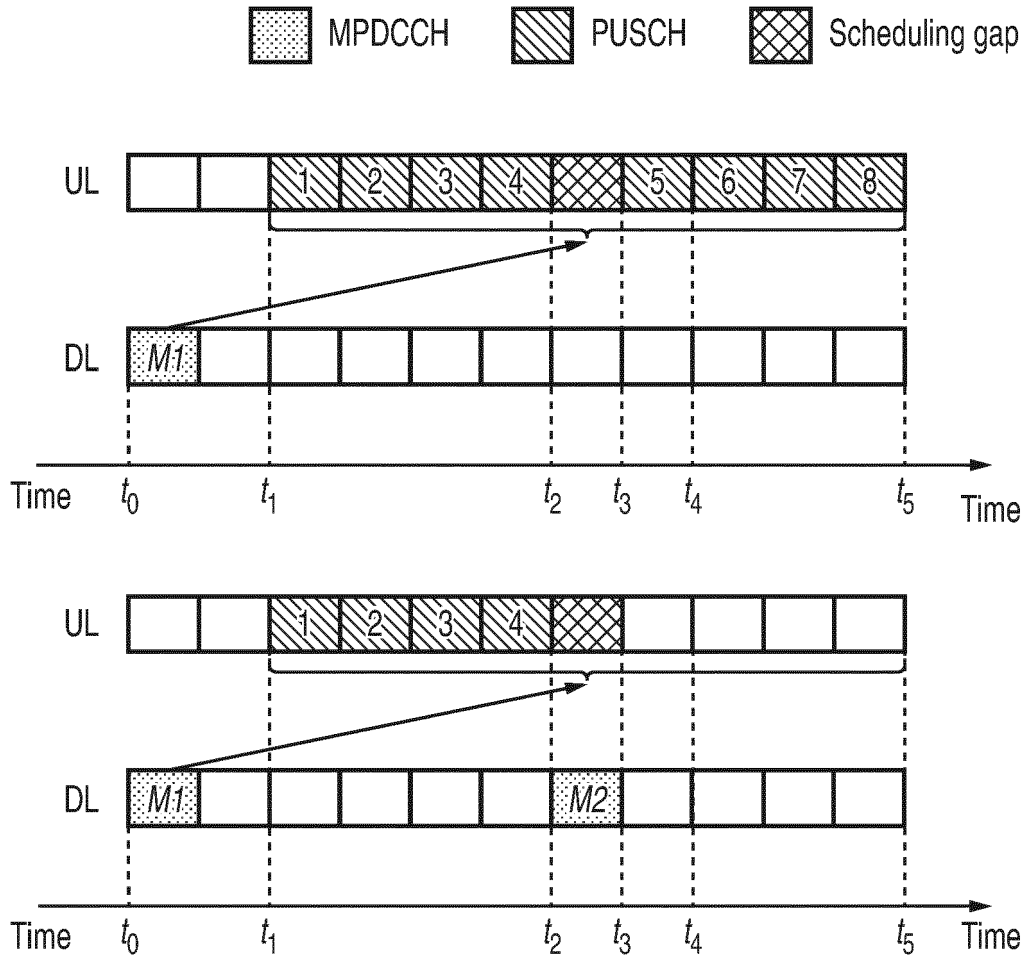 MPDCCH PUSCH Scheduling gap
UL 1 2 3 4 5 6 7 8
DL M1
Time t0 t1 t2 t3 t4 t5 Time
UL 1 2 3 4
DL M1 M2
Time t0 t1 t2 t3 t4 t5 Time